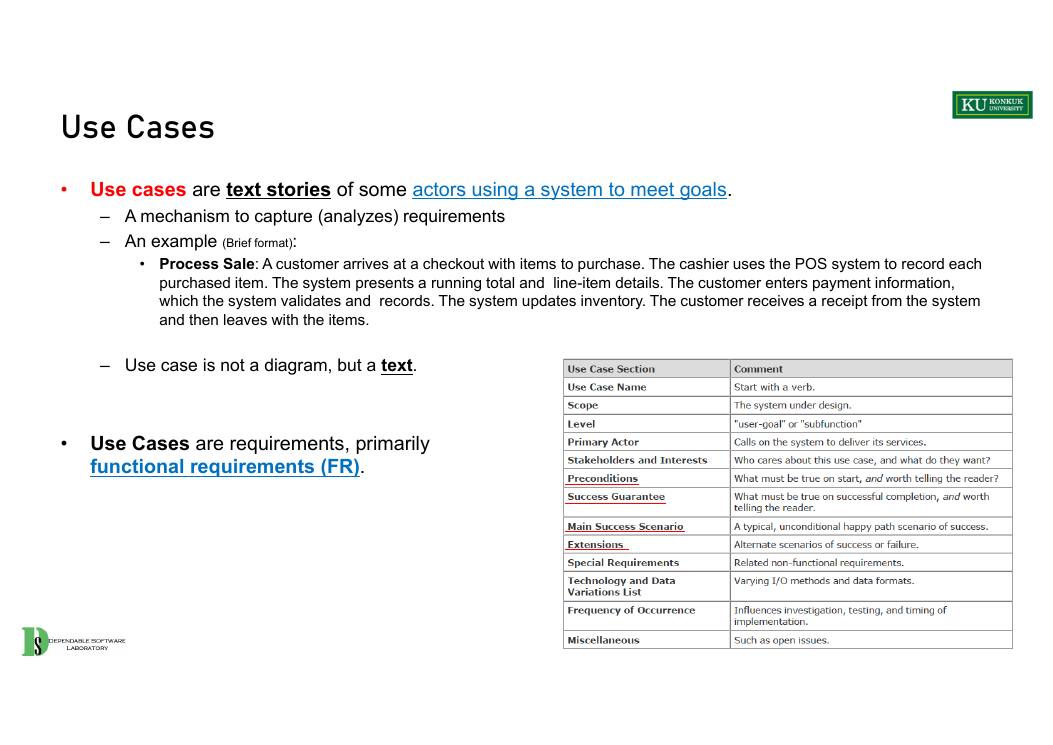 KU KONKUK
UNIVERSITY
Use Cases
• Use cases are text stories of some actors using a system to meet goals.
– A mechanism to capture (analyzes) requirements
– An example (Brief format):
• Process Sale: A customer arrives at a checkout with items to purchase. The cashier uses the POS system to record each
purchased item. The system presents a running total and  line-item details. The customer enters payment information,
which the system validates and  records. The system updates inventory. The customer receives a receipt from the system
and then leaves with the items.
– Use case is not a diagram, but a text.
• Use Cases are requirements, primarily
functional requirements (FR).
Use Case Section Comment
Use Case Name Start with a verb.
Scope The system under design.
Level "user-goal" or "subfunction"
Primary Actor Calls on the system to deliver its services.
Stakeholders and Interests Who cares about this use case, and what do they want?
Preconditions What must be true on start, and worth telling the reader?
Success Guarantee What must be true on successful completion, and worth
telling the reader.
Main Success Scenario A typical, unconditional happy path scenario of success.
Extensions Alternate scenarios of success or failure.
Special Requirements Related non-functional requirements.
Technology and Data Varying I/O methods and data formats.
Variations List
Frequency of Occurrence Influences investigation, testing, and timing of
implementation.
Miscellaneous Such as open issues.
DS DEPENDABLE SOFTWARE
LABORATORY